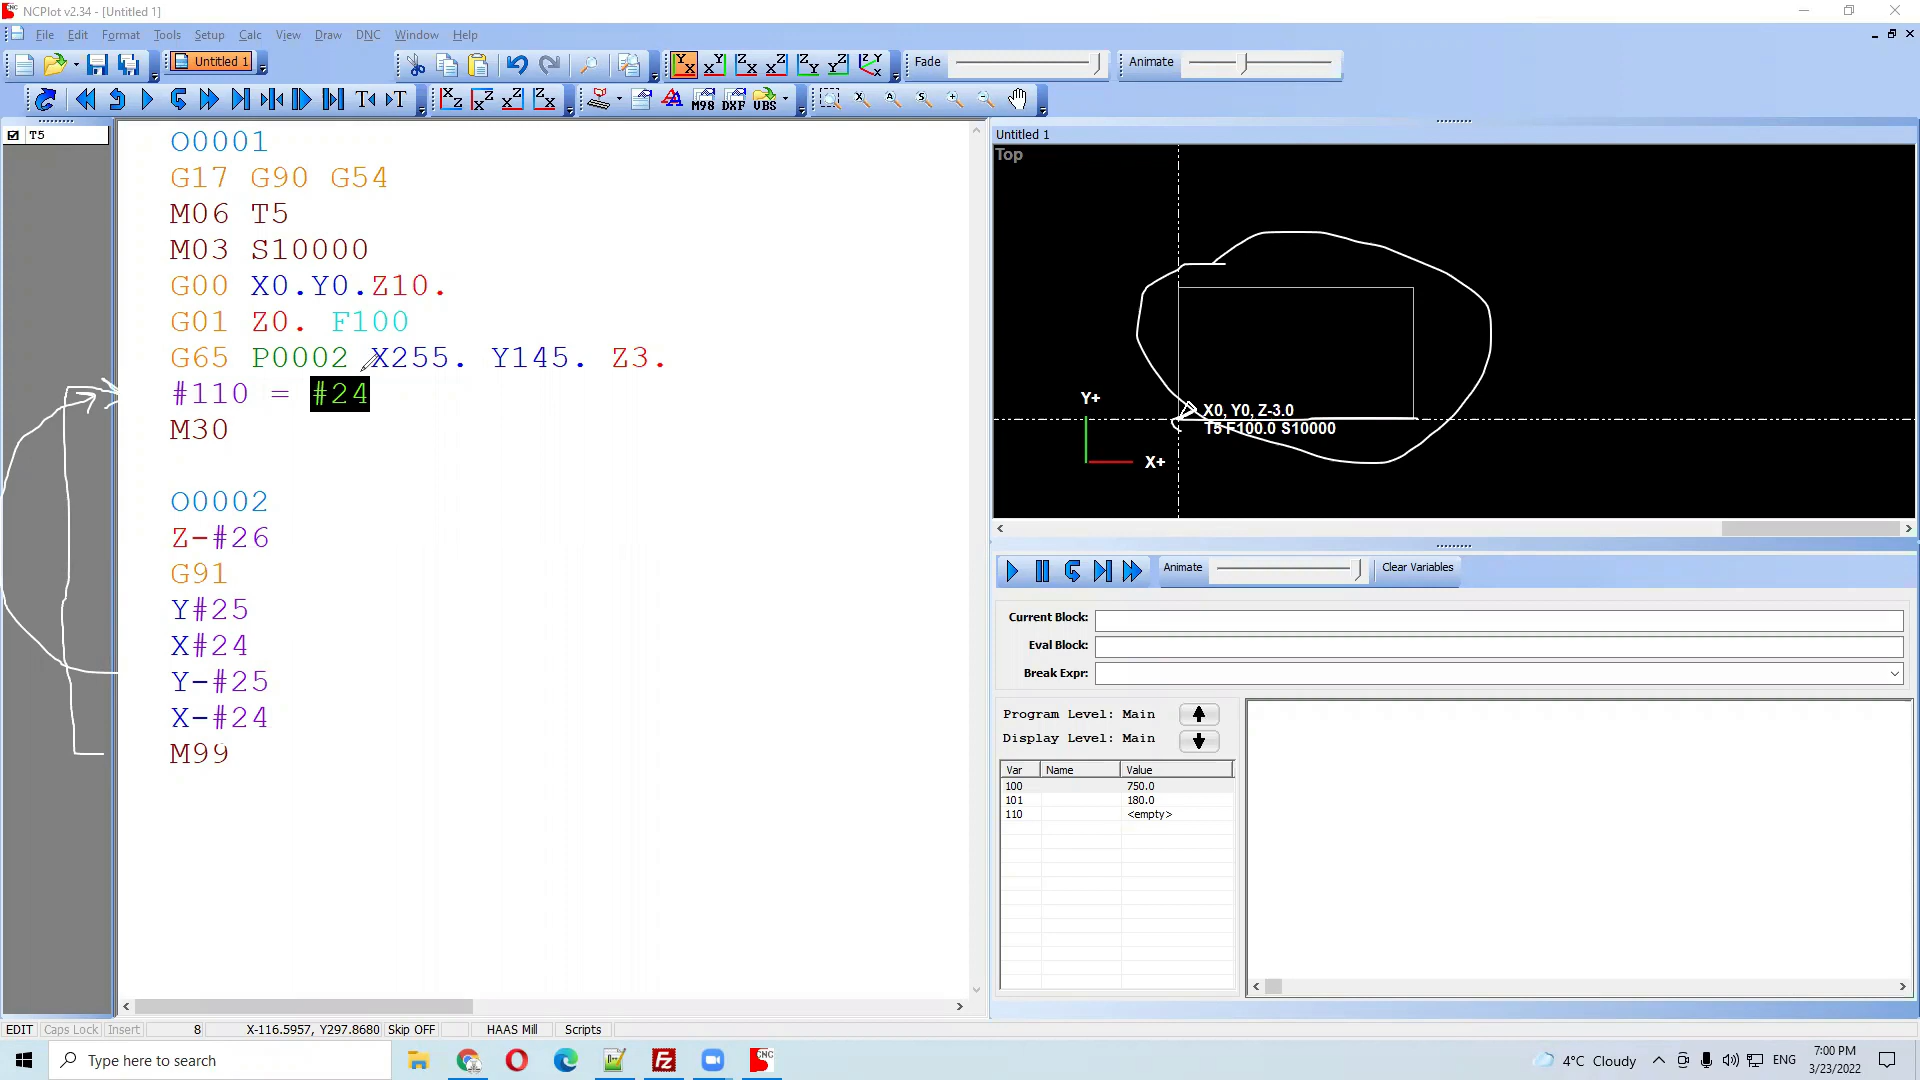 NCPlot v2.34 - [Untitled 1]
File Edit Format Tools Setup Calc View Draw DNC Window Help
Untitled 1
Fade
Animate
M98 DXF VBS
T5
O0001
G17 G90 G54
M06 T5
M03 S10000
G00 X0.Y0.Z10.
G01 Z0. F100
G65 P0002 X255. Y145. Z3.
#110 = #24
M30
O0002
Z-#26
G91
Y#25
X#24
Y-#25
X-#24
M99
Untitled 1
Top
X0, Y0, Z-3.0
T5 F100.0 S10000
Y+
X+
Animate
Clear Variables
Current Block:
Eval Block:
Break Expr:
Program Level: Main
Display Level: Main
Var Name Value
100 750.0
101 180.0
110 <empty>
EDIT Caps Lock Insert 8 X-116.5957, Y297.8680 Skip OFF HAAS Mill Scripts
Type here to search
4°C Cloudy
ENG
7:00 PM
3/23/2022